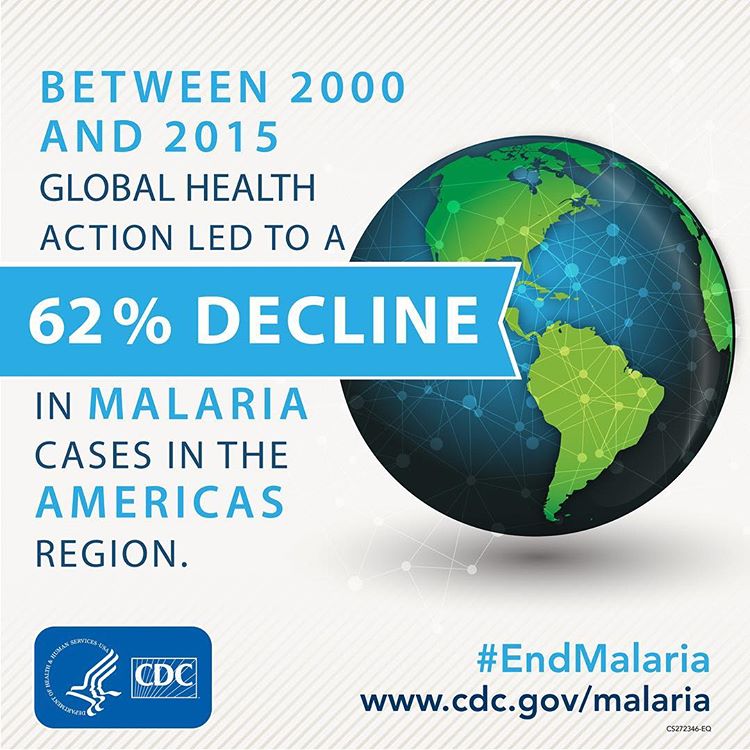 BETWEEN 2000
AND 2015
GLOBAL HEALTH
ACTION LED TO A
62% DECLINE
IN MALARIA
CASES IN THE
AMERICAS
REGION.
DEPARTMENT OF HEALTH & HUMAN SERVICES·USA
CDC
#EndMalaria
www.cdc.gov/malaria
CS272346-EQ